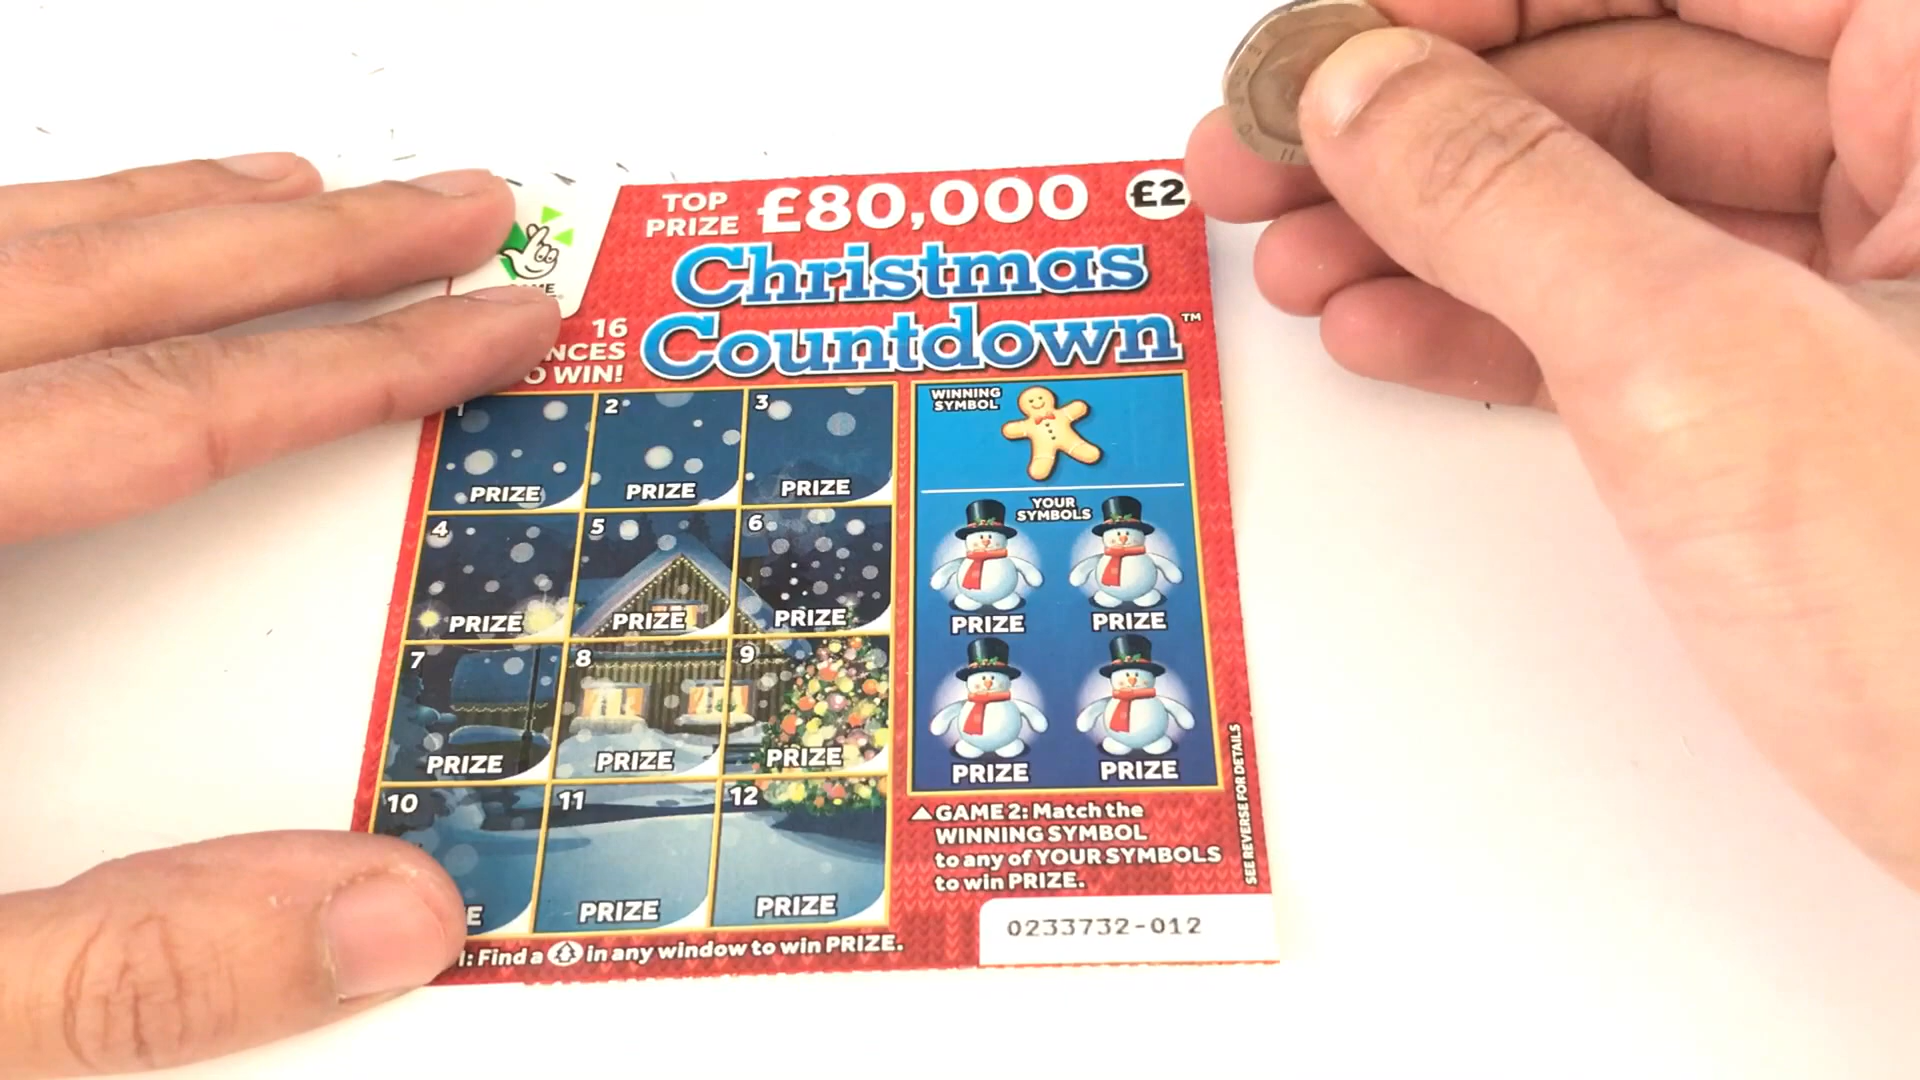 TOP
PRIZE £80,000 £2
Christmas
Countdown™
16
WIN!
1 2 3
PRIZE PRIZE PRIZE
4 5 6
PRIZE PRIZE PRIZE
7 8 9
PRIZE PRIZE PRIZE
10 11 12
PRIZE PRIZE
: Find a in any window to win PRIZE.
WINNING
SYMBOL
YOUR
SYMBOLS
PRIZE PRIZE
PRIZE PRIZE
GAME 2: Match the
WINNING SYMBOL
to any of YOUR SYMBOLS
to win PRIZE.
SEE REVERSE FOR DETAILS
0233732-012